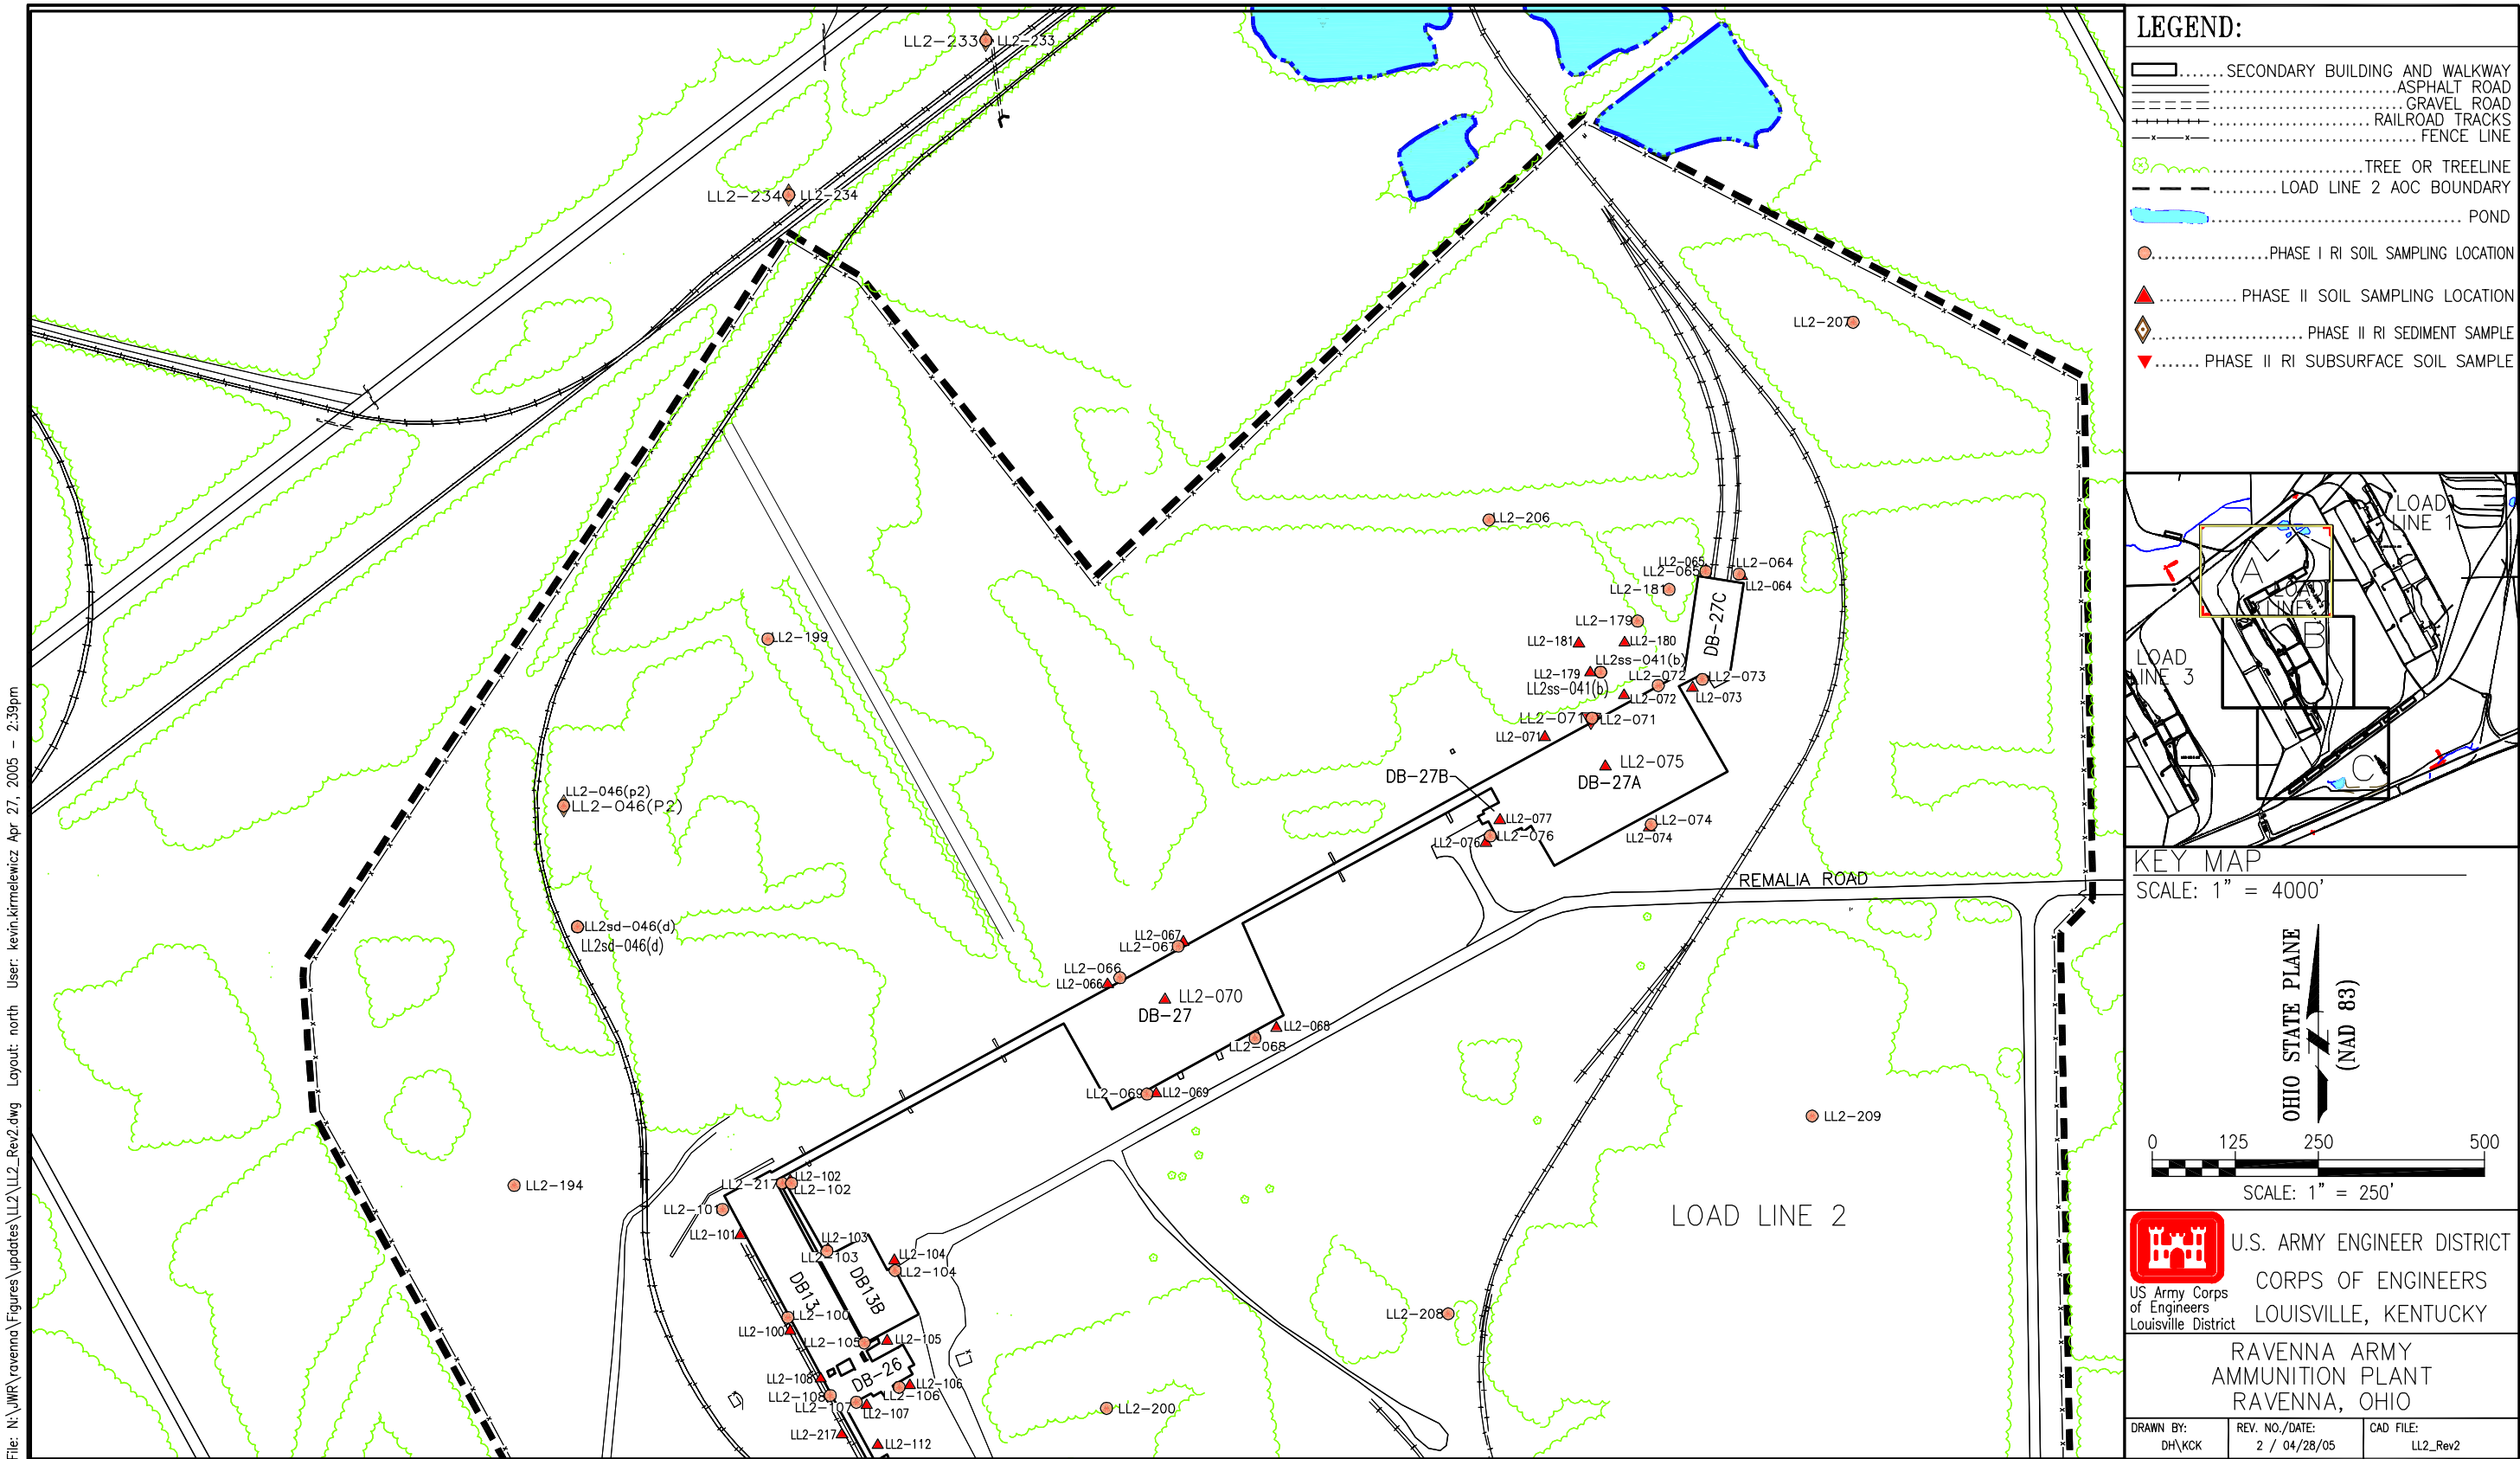 LL2-233 LL2-233
LL2-234 LL2-234
LL2-207
LL2-206
LL2-065
LL2-065
LL2-064
LL2-064
LL2-181
LL2-179
LL2-181
LL2-180
LL2ss-041(b)
LL2-179
LL2ss-041(b)
LL2-072
LL2-072
LL2-073
LL2-073
DB-27C
LL2-199
LL2-071 LL2-071
LL2-071
LL2-075
DB-27A
DB-27B
LL2-046(p2)
LL2-046(P2)
LL2-077
LL2-076
LL2-076
LL2-074
LL2-074
REMALIA ROAD
LL2sd-046(d)
LL2sd-046(d)
LL2-067
LL2-067
LL2-066
LL2-066
LL2-070
DB-27
LL2-068
LL2-068
LL2-069 LL2-069
LL2-209
LL2-194
LL2-217
LL2-102
LL2-102
LL2-101
LL2-101
LOAD LINE 2
LL2-103
LL2-103
LL2-104
LL2-104
DB13
DB13B
LL2-100
LL2-100
LL2-105
LL2-105
LL2-208
DB-26
LL2-108
LL2-108
LL2-106
LL2-106
LL2-107
LL2-107
LL2-200
LL2-217
LL2-112
File: N:\JWR\ravenna\Figures\updates\LL2\LL2_Rev2.dwg Layout: north User: kevin.kirmelewicz Apr 27, 2005 - 2:39pm
LEGEND:
SECONDARY BUILDING AND WALKWAY
ASPHALT ROAD
GRAVEL ROAD
RAILROAD TRACKS
FENCE LINE
TREE OR TREELINE
LOAD LINE 2 AOC BOUNDARY
POND
PHASE I RI SOIL SAMPLING LOCATION
PHASE II SOIL SAMPLING LOCATION
PHASE II RI SEDIMENT SAMPLE
PHASE II RI SUBSURFACE SOIL SAMPLE
LOAD
LINE 1
A
LOAD
LINE
B
LOAD
LINE 3
C
KEY MAP
SCALE: 1" = 4000'
OHIO STATE PLANE
(NAD 83)
0 125 250 500
SCALE: 1" = 250'
US Army Corps
of Engineers
Louisville District
U.S. ARMY ENGINEER DISTRICT
CORPS OF ENGINEERS
LOUISVILLE, KENTUCKY
RAVENNA ARMY
AMMUNITION PLANT
RAVENNA, OHIO
DRAWN BY: REV. NO./DATE: CAD FILE:
DH\KCK 2 / 04/28/05 LL2_Rev2